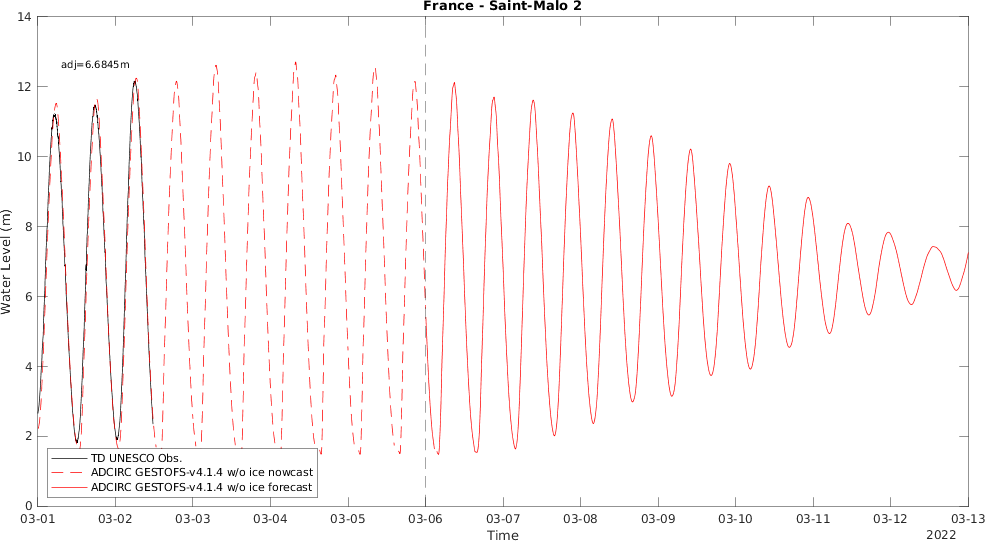 France - Saint-Malo 2
14
12
10
8
6
4
2
0
Water Level (m)
adj=6.6845m
TD UNESCO Obs.
ADCIRC GESTOFS-v4.1.4 w/o ice nowcast
ADCIRC GESTOFS-v4.1.4 w/o ice forecast
03-01 03-02 03-03 03-04 03-05 03-06 03-07 03-08 03-09 03-10 03-11 03-12 03-13
Time
2022